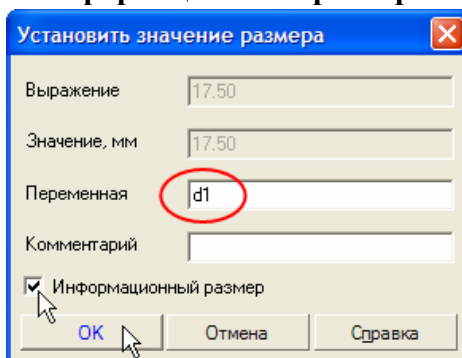 Установить значение размера
Выражение 17.50
Значение, мм 17.50
Переменная d1
Комментарий
Информационный размер
OK Отмена Справка